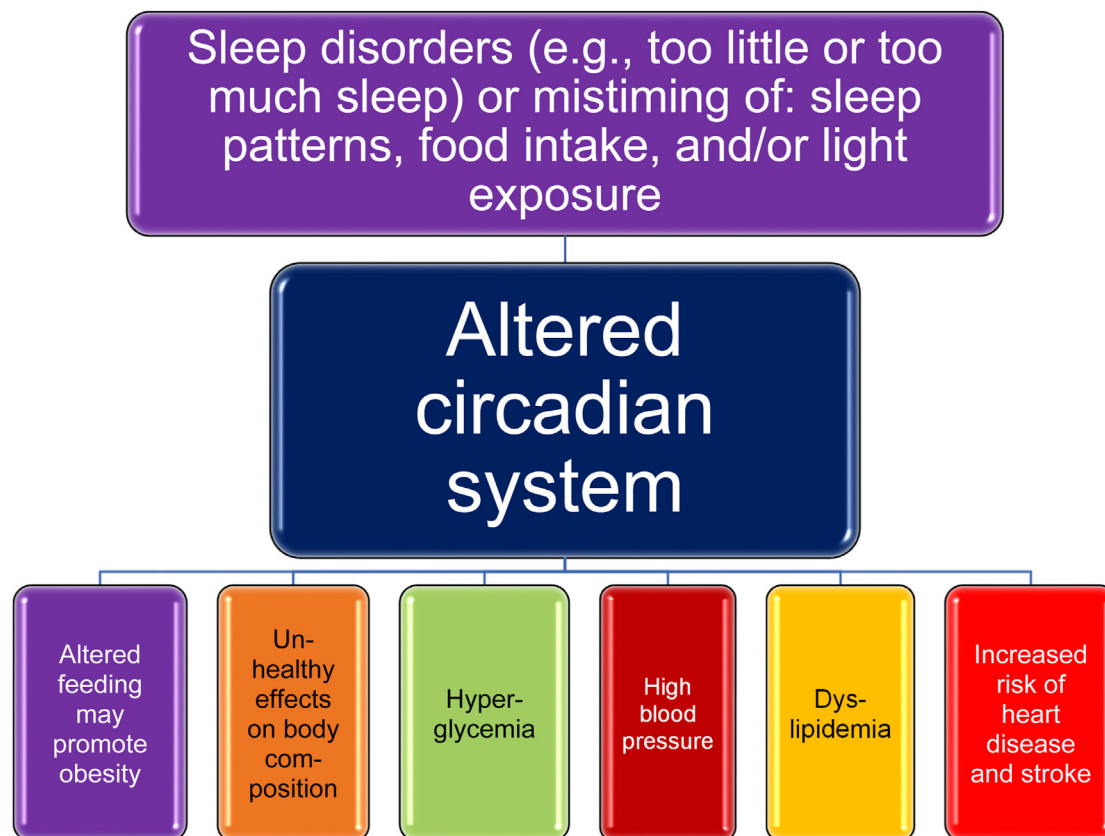 Sleep disorders (e.g., too little or too
much sleep) or mistiming of: sleep
patterns, food intake, and/or light
exposure
Altered
circadian
system
Altered
feeding
may
promote
obesity
Un-
healthy
effects
on body
com-
position
Hyper-
glycemia
High
blood
pressure
Dys-
lipidemia
Increased
risk of
heart
disease
and stroke